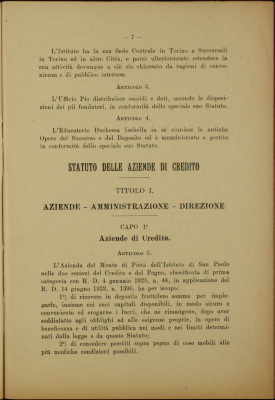 — 7 —
L'Istituto ha la sua Sede Centrale in Torino e Succursali
in Torino ed in altre Città, e potrà ulteriormente estendere la
sua attività dovunque a ciò sia chiamato da ragioni di conve-
nienza e di pubblico interesse.
ARTICOLO 3.
L'Ufficio Pio distribuisce sussidi e doti, secondo le disposi-
zioni dei pii fondatori, in conformità dello speciale suo Statuto.
ARTICOLO 4.
L'Educatorio Duchessa Isabella in sè riunisce le antiche
Opere del Soccorso e del Deposito ed è amministrato e gestito
in conformità dello speciale suo Statuto.
STATUTO DELLE AZIENDE DI CREDITO
TITOLO I.
AZIENDE - AMMINISTRAZIONE - DIREZIONE
CAPO 1º
Aziende di Credito.
ARTICOLO 5.
L'Azienda del Monte di Pietà dell'Istituto di San Paolo
nelle due sezioni del Credito e del Pegno, classificata di prima
categoria con R. D. 4 gennaio 1925, n. 44, in applicazione del
R. D. 14 giugno 1923, n. 1396, ha per iscopo:
1º) di ricevere in deposito fruttifero somme per impie-
garle, insieme coi suoi capitali disponibili, in modo sicuro e
conveniente ed erogarne i lucri, che ne rimangono, dopo aver
soddisfatto agli obblighi ed alle esigenze proprie, in opere di
beneficenza e di utilità pubblica nei modi e nei limiti determi-
nati dalla legge e da questo Statuto;
2º) di concedere prestiti sopra pegno di cose mobili alle
più modiche condizioni possibili.